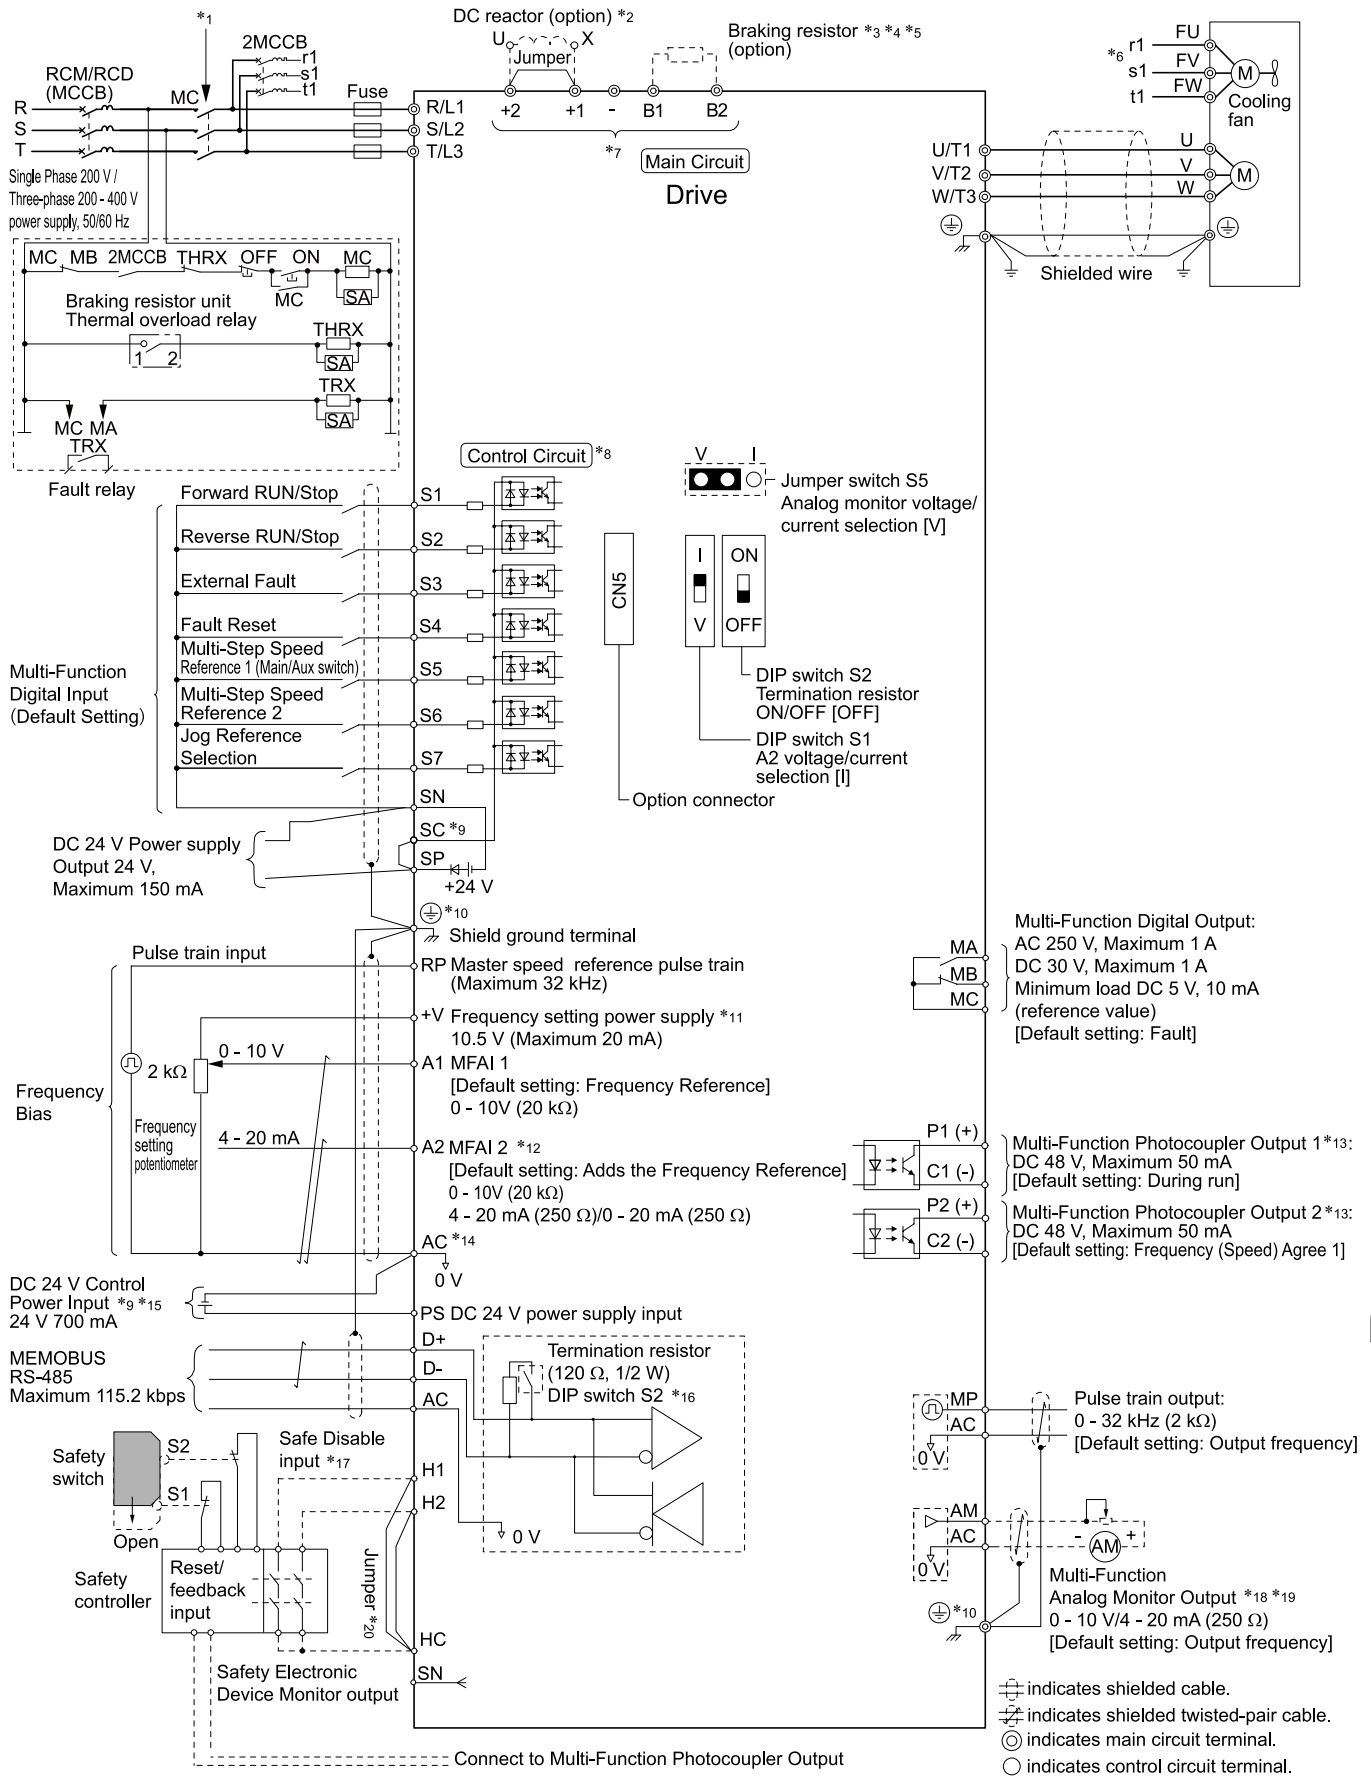 *1
DC reactor (option) *2
U X
Jumper
Braking resistor *3 *4 *5
(option)
2MCCB
r1
s1
t1
RCM/RCD
(MCCB)
MC
Fuse
R
S
T
R/L1
S/L2
T/L3
+2 +1 - B1 B2
*7
Main Circuit
Drive
*6
r1
s1
t1
FU
FV
FW
M
Cooling
fan
U/T1
V/T2
W/T3
U
V
W
M
Shielded wire
Single Phase 200 V /
Three-phase 200 - 400 V
power supply, 50/60 Hz
MC MB 2MCCB THRX OFF ON MC
MC
SA
Braking resistor unit
Thermal overload relay
1 2
THRX
SA
TRX
SA
MC MA
TRX
Fault relay
Control Circuit *8
V I
Jumper switch S5
Analog monitor voltage/
current selection [V]
Forward RUN/Stop
S1
Reverse RUN/Stop
S2
External Fault
S3
Fault Reset
S4
Multi-Step Speed
Reference 1 (Main/Aux switch)
S5
Multi-Step Speed
Reference 2
S6
Jog Reference
Selection
S7
Multi-Function
Digital Input
(Default Setting)
CN5
I
V
ON
OFF
DIP switch S2
Termination resistor
ON/OFF [OFF]
DIP switch S1
A2 voltage/current
selection [I]
Option connector
SN
SC *9
SP
+24 V
DC 24 V Power supply
Output 24 V,
Maximum 150 mA
*10
Shield ground terminal
Pulse train input
RP Master speed reference pulse train
(Maximum 32 kHz)
+V Frequency setting power supply *11
10.5 V (Maximum 20 mA)
0 - 10 V
2 kΩ
A1 MFAI 1
[Default setting: Frequency Reference]
0 - 10V (20 kΩ)
Frequency
Bias
Frequency
setting
potentiometer
4 - 20 mA
A2 MFAI 2 *12
[Default setting: Adds the Frequency Reference]
0 - 10V (20 kΩ)
4 - 20 mA (250 Ω)/0 - 20 mA (250 Ω)
AC *14
0 V
MA
MB
MC
Multi-Function Digital Output:
AC 250 V, Maximum 1 A
DC 30 V, Maximum 1 A
Minimum load DC 5 V, 10 mA
(reference value)
[Default setting: Fault]
P1 (+)
C1 (-)
Multi-Function Photocoupler Output 1*13:
DC 48 V, Maximum 50 mA
[Default setting: During run]
P2 (+)
C2 (-)
Multi-Function Photocoupler Output 2*13:
DC 48 V, Maximum 50 mA
[Default setting: Frequency (Speed) Agree 1]
DC 24 V Control
Power Input *9 *15
24 V 700 mA
PS DC 24 V power supply input
MEMOBUS
RS-485
Maximum 115.2 kbps
D+
D-
AC
Termination resistor
(120 Ω, 1/2 W)
DIP switch S2 *16
0 V
Safety
switch
S2
S1
Open
Safe Disable
input *17
H1
H2
Jumper *20
HC
SN
Safety
controller
Reset/
feedback
input
Safety Electronic
Device Monitor output
Connect to Multi-Function Photocoupler Output
MP
AC
0 V
Pulse train output:
0 - 32 kHz (2 kΩ)
[Default setting: Output frequency]
AM
AC
0 V
- +
AM
Multi-Function
Analog Monitor Output *18 *19
0 - 10 V/4 - 20 mA (250 Ω)
[Default setting: Output frequency]
*10
indicates shielded cable.
indicates shielded twisted-pair cable.
indicates main circuit terminal.
indicates control circuit terminal.